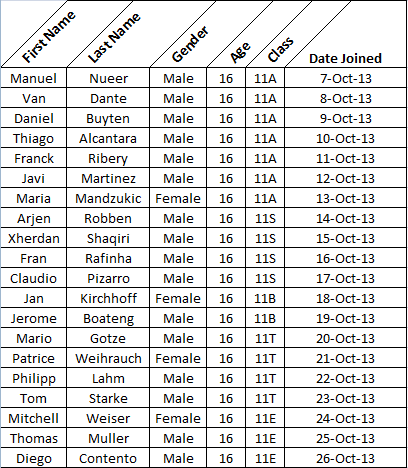 First Name Last Name Gender Age Class Date Joined
Manuel Nueer Male 16 11A 7-Oct-13
Van Dante Male 16 11A 8-Oct-13
Daniel Buyten Male 16 11A 9-Oct-13
Thiago Alcantara Male 16 11A 10-Oct-13
Franck Ribery Male 16 11A 11-Oct-13
Javi Martinez Male 16 11A 12-Oct-13
Maria Mandzukic Female 16 11A 13-Oct-13
Arjen Robben Male 16 11S 14-Oct-13
Xherdan Shaqiri Male 16 11S 15-Oct-13
Fran Rafinha Male 16 11S 16-Oct-13
Claudio Pizarro Male 16 11S 17-Oct-13
Jan Kirchhoff Female 16 11B 18-Oct-13
Jerome Boateng Male 16 11B 19-Oct-13
Mario Gotze Male 16 11T 20-Oct-13
Patrice Weihrauch Female 16 11T 21-Oct-13
Philipp Lahm Male 16 11T 22-Oct-13
Tom Starke Male 16 11T 23-Oct-13
Mitchell Weiser Female 16 11E 24-Oct-13
Thomas Muller Male 16 11E 25-Oct-13
Diego Contento Male 16 11E 26-Oct-13